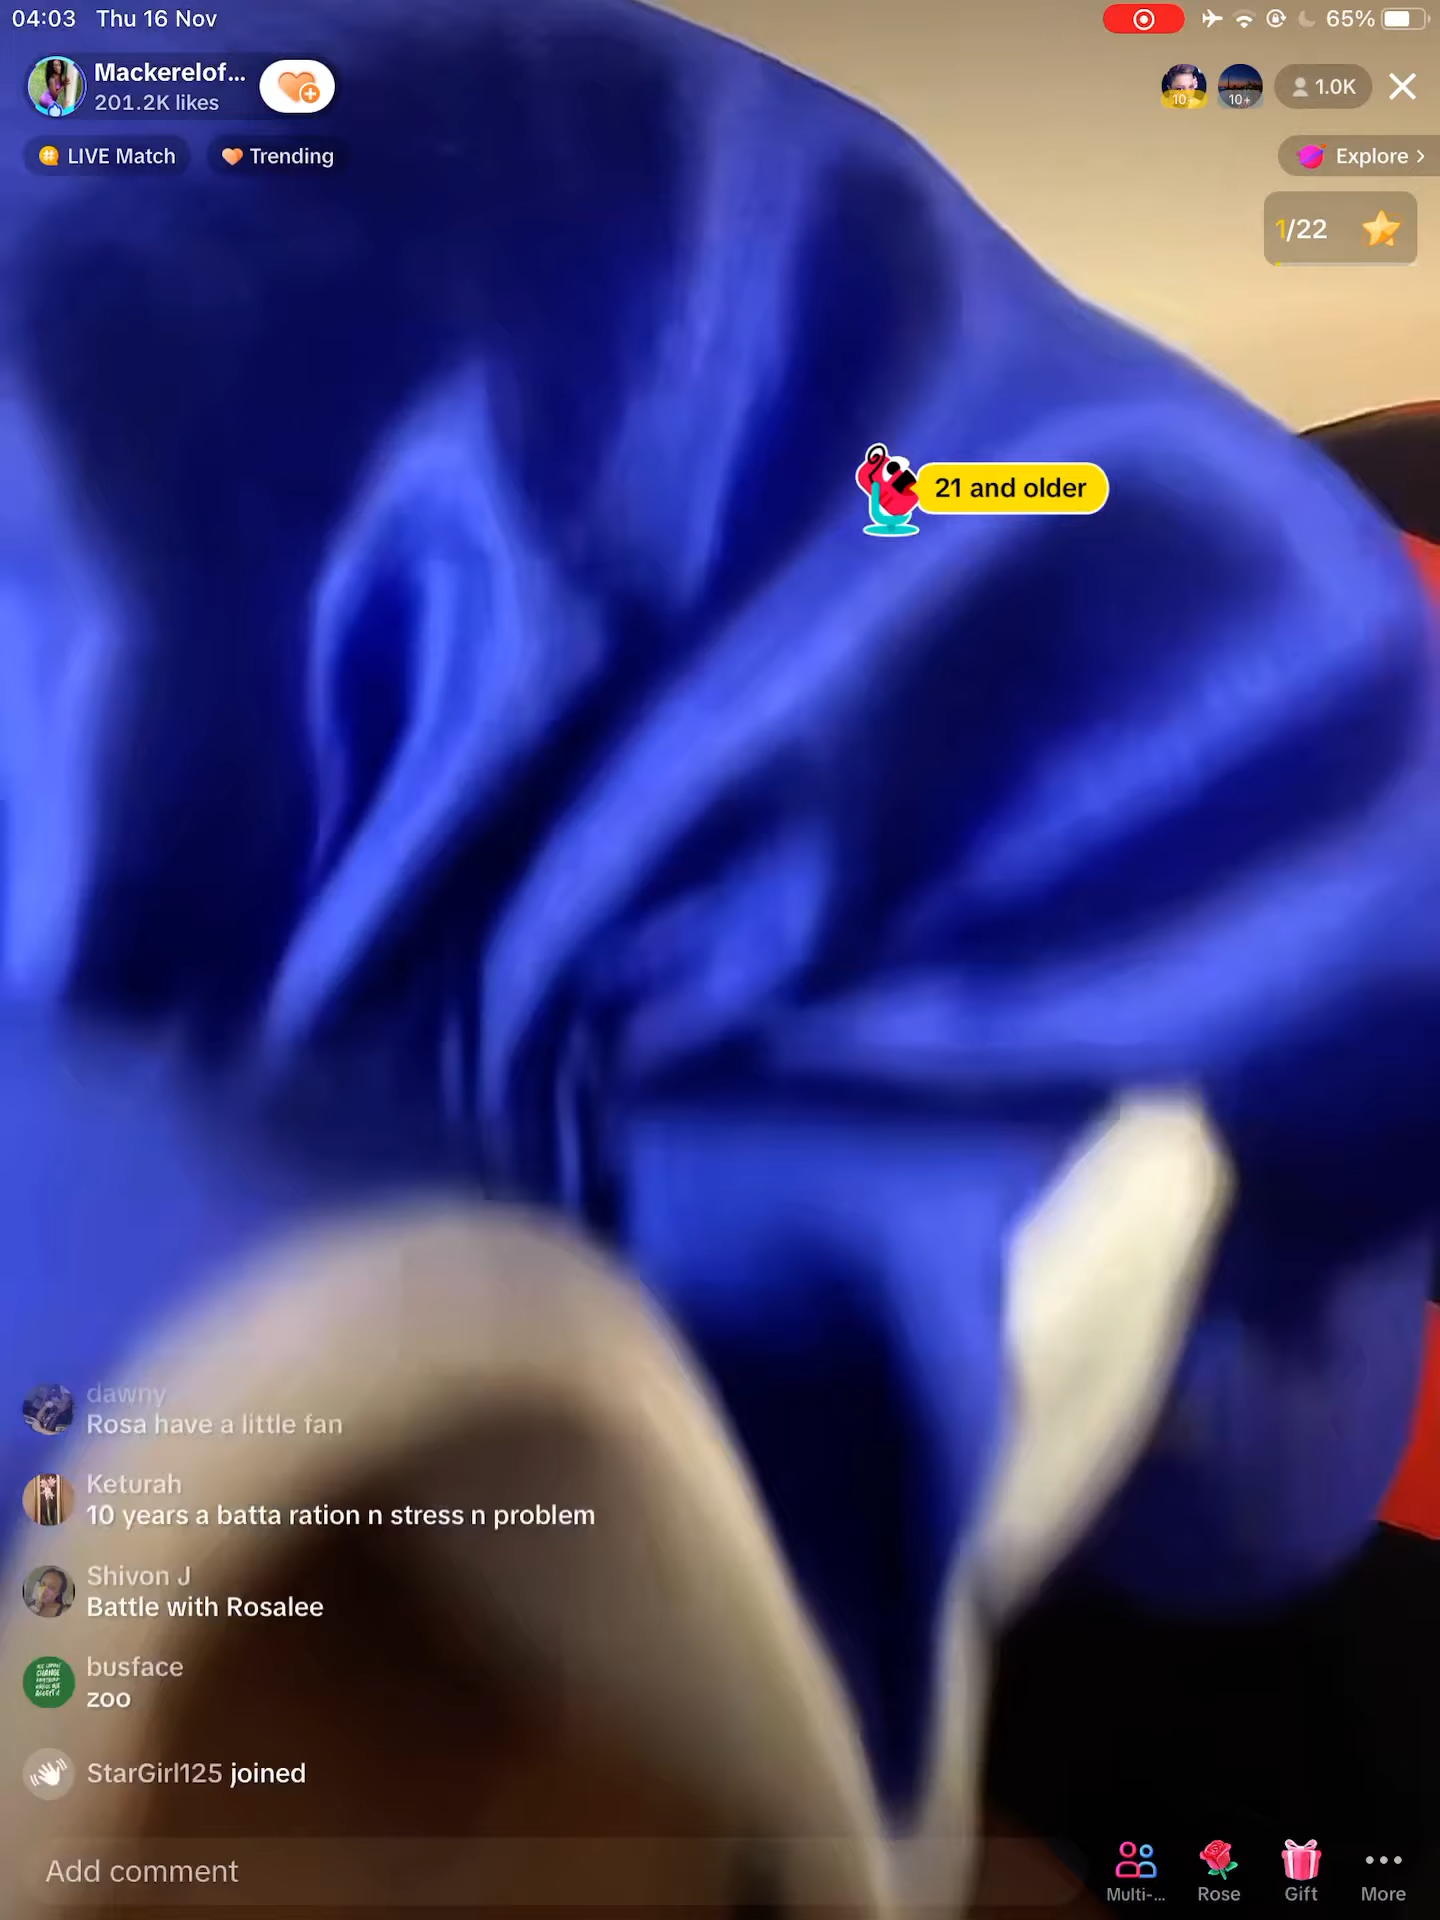 04:03 Thu 16 Nov
65%
Mackerelof...
201.2K likes
10+
10+
1.0K
LIVE Match
Trending
Explore >
1/22
21 and older
dawny
Rosa have a little fan
Keturah
10 years a batta ration n stress n problem
Shivon J
Battle with Rosalee
busface
zoo
StarGirl125 joined
Add comment
Multi-...
Rose
Gift
More